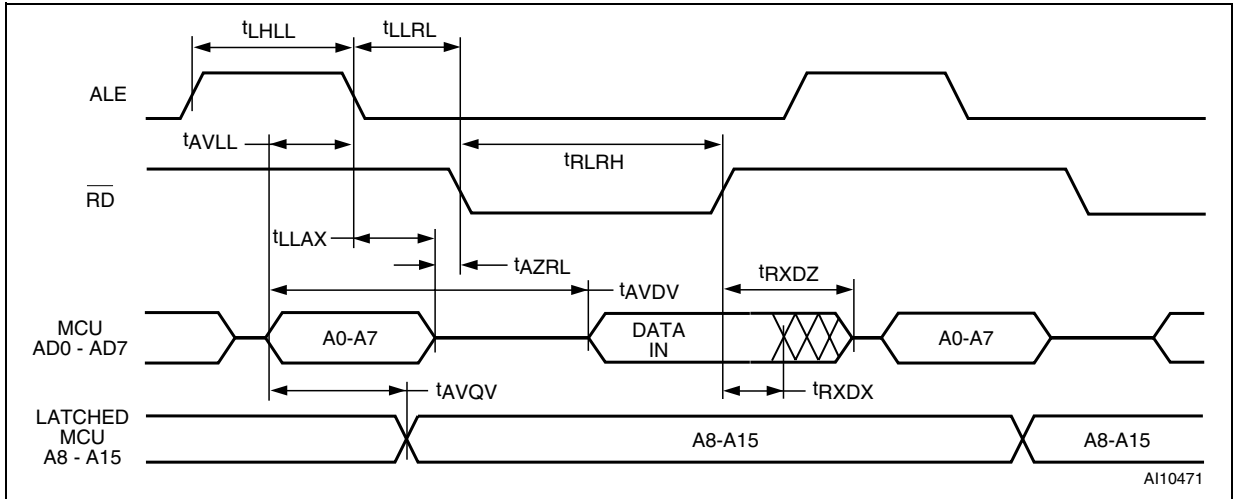 tLHLL
tLLRL
ALE
tAVLL
tRLRH
RD
tLLAX
tAZRL
tRXDZ
tAVDV
MCU
AD0 - AD7
A0-A7
DATA
IN
A0-A7
tAVQV
tRXDX
LATCHED
MCU
A8 - A15
A8-A15
A8-A15
AI10471